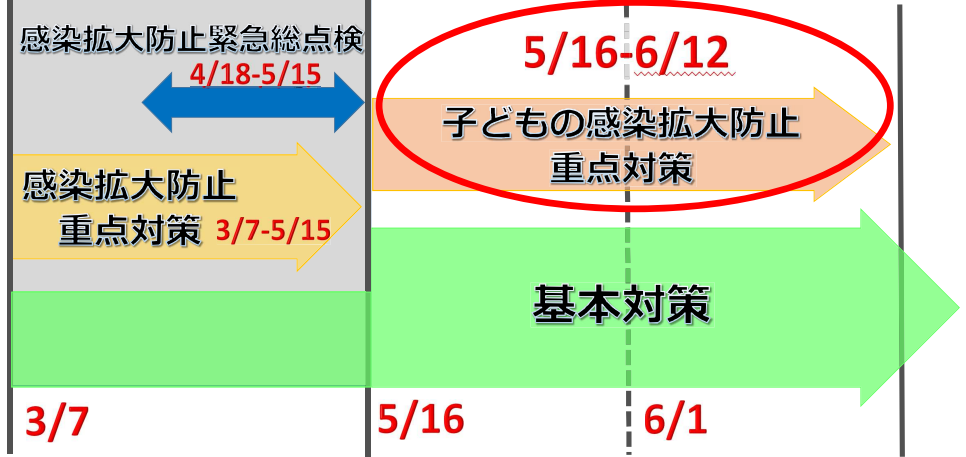 感染拡大防止緊急総点検
4/18-5/15
5/16-6/12
子どもの感染拡大防止
重点対策
感染拡大防止
重点対策 3/7-5/15
基本対策
3/7
5/16
6/1